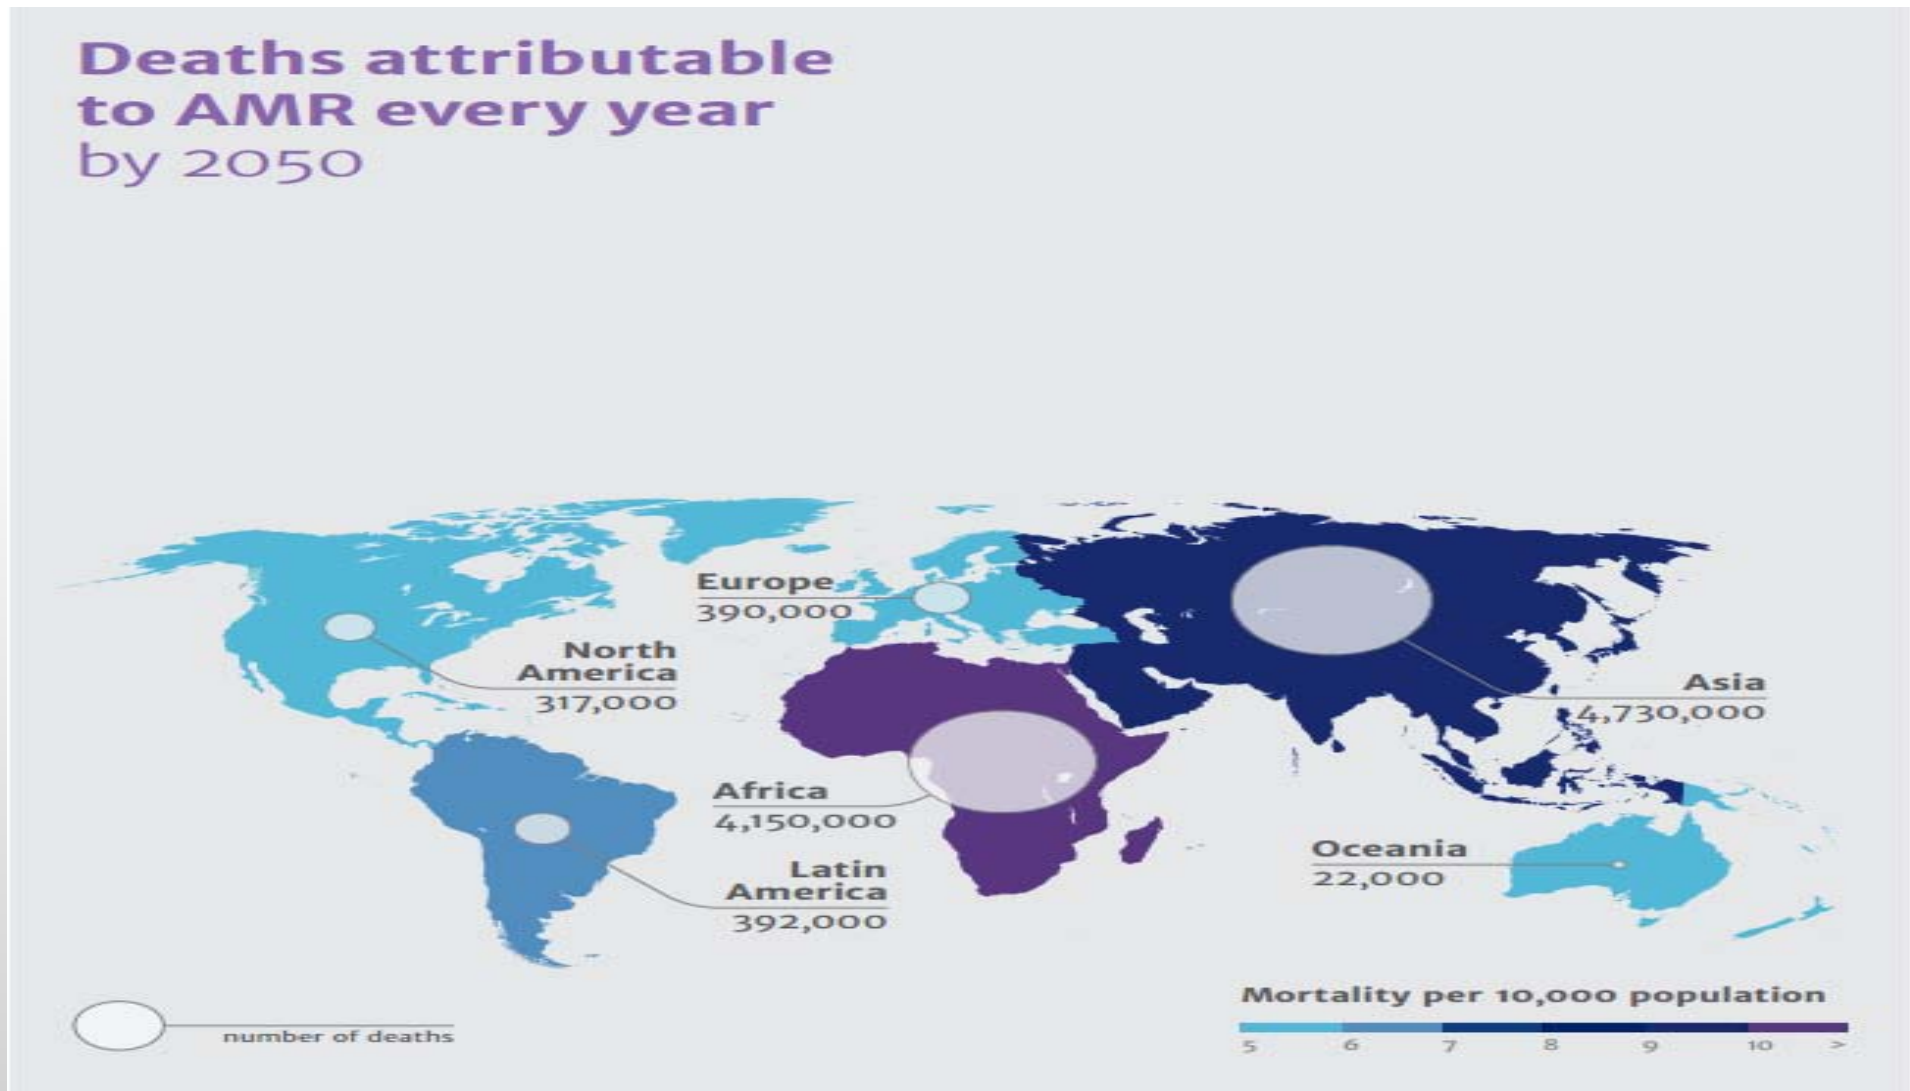 Deaths attributable
to AMR every year
by 2050
Europe
390,000
North
America
317,000
Asia
4,730,000
Africa
4,150,000
Latin
America
392,000
Oceania
22,000
number of deaths
Mortality per 10,000 population
5 6 7 8 9 10 >